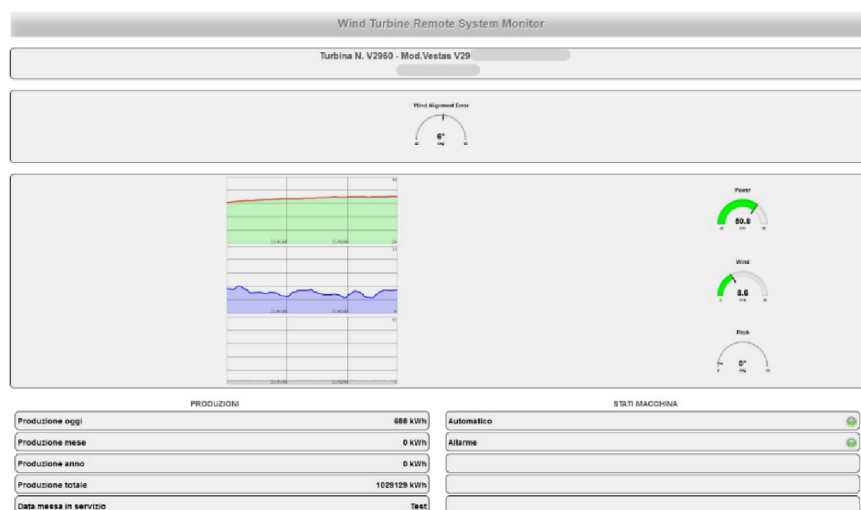 Wind Turbine Remote System Monitor
Turbina N. V2960 - Mod.Vestas V29
Wind Alignment Error
6°
deg
Power
50.8
Wind
8.6
Pitch
0°
deg
PRODUZIONI
Produzione oggi 688 kWh
Produzione mese 0 kWh
Produzione anno 0 kWh
Produzione totale 1029129 kWh
Data messa in servizio Test
STATI MACCHINA
Automatico
Allarme